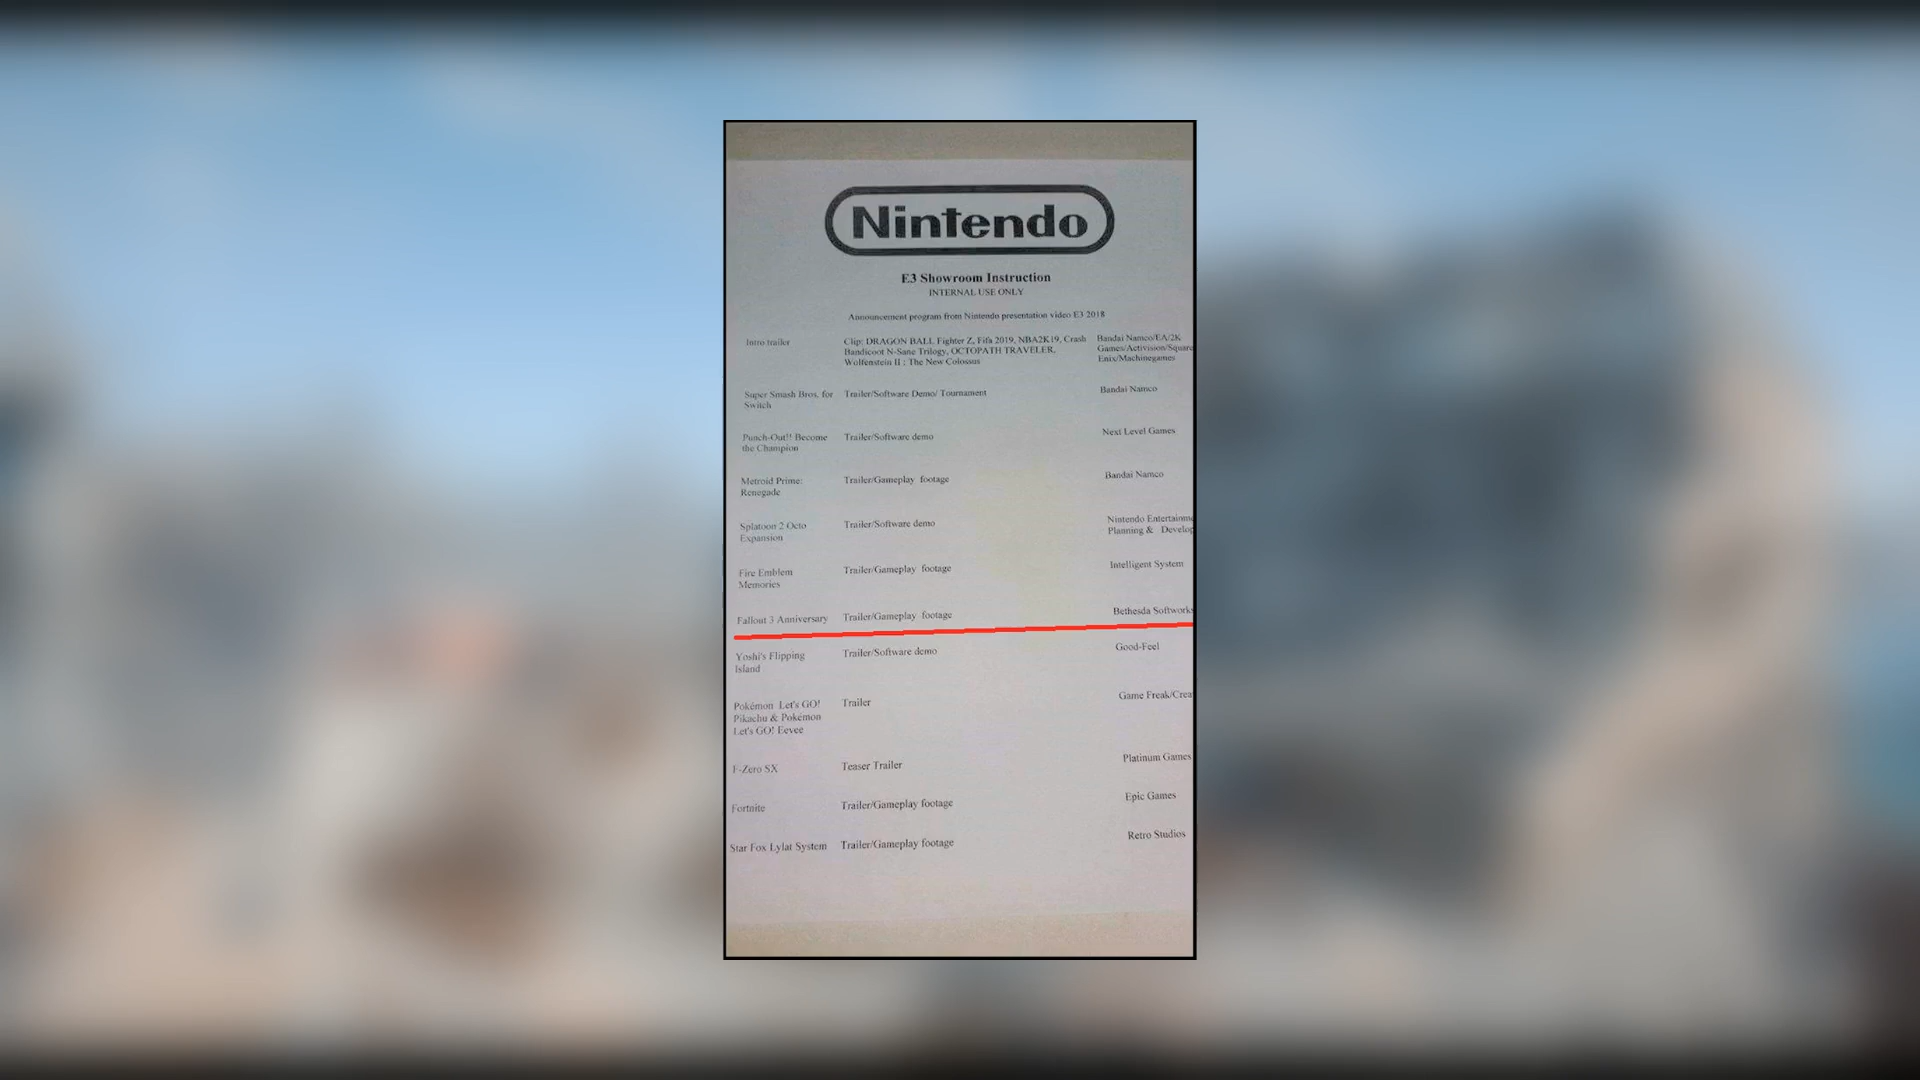 Nintendo
E3 Showroom Instruction
INTERNAL USE ONLY
Announcement program from Nintendo presentation video E3 2018
Intro trailer
Clip: DRAGON BALL Fighter Z, Fifa 2019, NBA2K19, Crash
Bandicoot N-Sane Trilogy, OCTOPATH TRAVELER,
Wolfenstein II : The New Colossus
Bandai Namco/EA/2K
Games/Activision/Square
Enix/Machinegames
Super Smash Bros. for
Switch
Trailer/Software Demo/ Tournament
Bandai Namco
Punch-Out!! Become
the Champion
Trailer/Software demo
Next Level Games
Metroid Prime:
Renegade
Trailer/Gameplay footage
Bandai Namco
Splatoon 2 Octo
Expansion
Trailer/Software demo
Nintendo Entertainme
Planning & Develop
Fire Emblem
Memories
Trailer/Gameplay footage
Intelligent System
Fallout 3 Anniversary
Trailer/Gameplay footage
Bethesda Softworks
Yoshi's Flipping
Island
Trailer/Software demo
Good-Feel
Pokémon Let's GO!
Pikachu & Pokémon
Let's GO! Eevee
Trailer
Game Freak/Crea
F-Zero SX
Teaser Trailer
Platinum Games
Fortnite
Trailer/Gameplay footage
Epic Games
Star Fox Lylat System
Trailer/Gameplay footage
Retro Studios